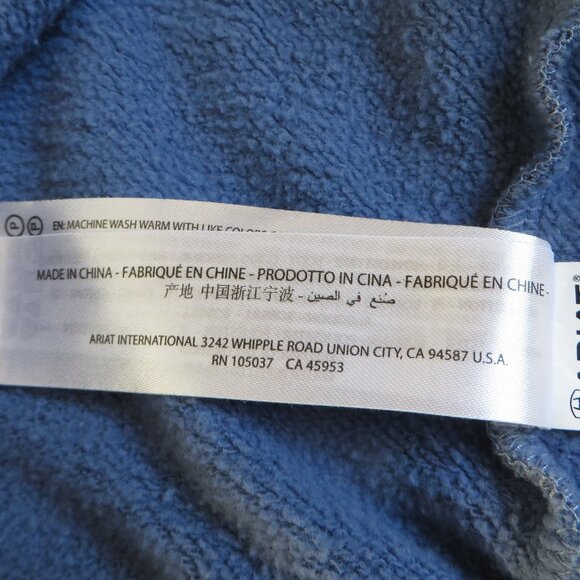 P P EN: MACHINE WASH WARM WITH LIKE COLORS
MADE IN CHINA - FABRIQUÉ EN CHINE - PRODOTTO IN CINA - FABRIQUÉ EN CHINE -
产地 中国浙江宁波 - صُنع في الصين
ARIAT INTERNATIONAL 3242 WHIPPLE ROAD UNION CITY, CA 94587 U.S.A.
RN 105037 CA 45953